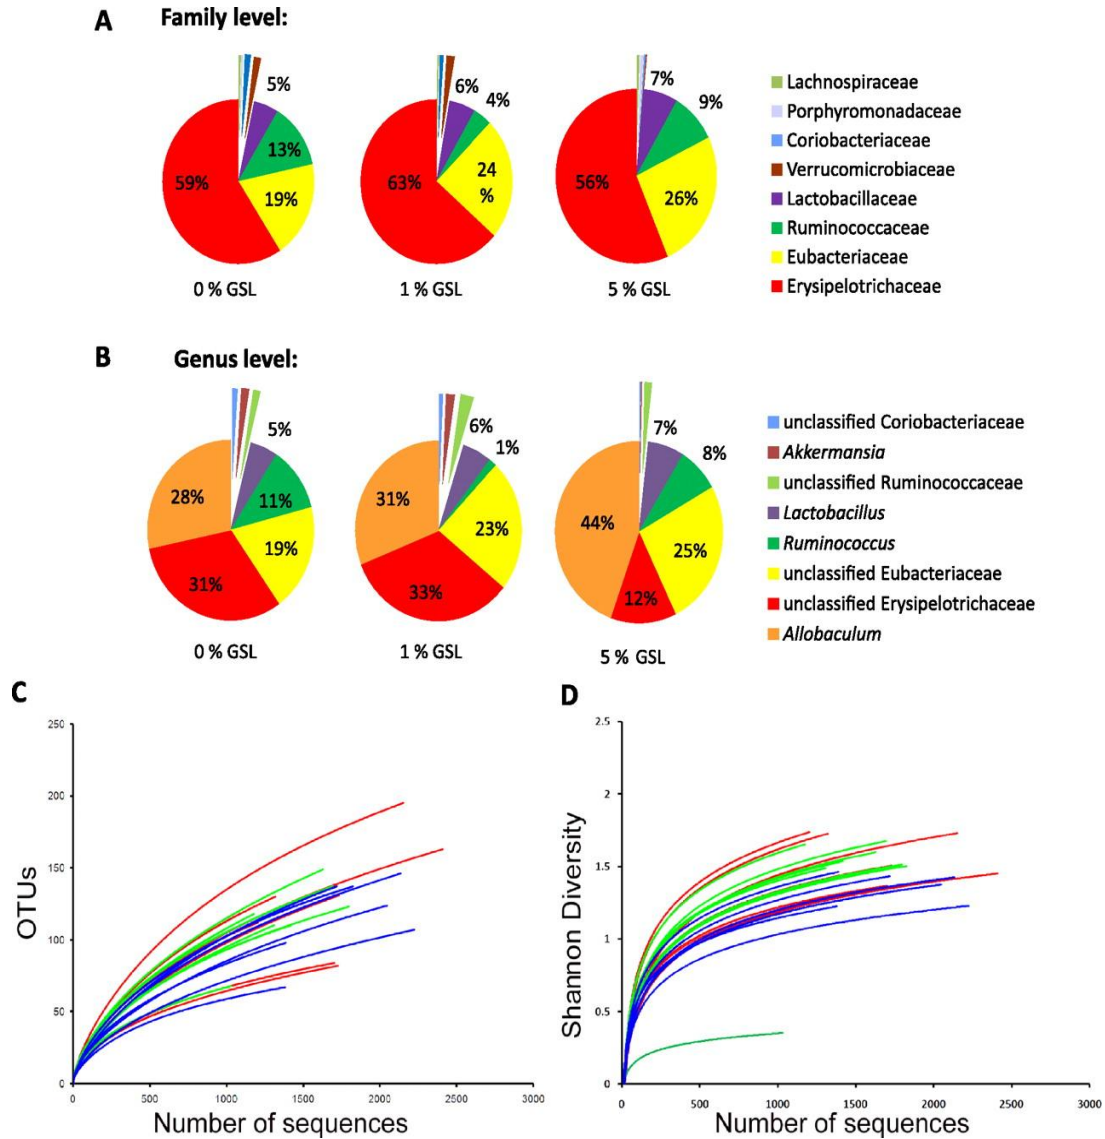 A Family level:
5%
13%
19%
59%
0 % GSL
6%
4%
24
%
63%
1 % GSL
7%
9%
26%
56%
5 % GSL
Lachnospiraceae
Porphyromonadaceae
Coriobacteriaceae
Verrucomicrobiaceae
Lactobacillaceae
Ruminococcaceae
Eubacteriaceae
Erysipelotrichaceae
B Genus level:
5%
11%
19%
31%
28%
0 % GSL
6%
1%
23%
33%
31%
1 % GSL
7%
8%
25%
12%
44%
5 % GSL
unclassified Coriobacteriaceae
Akkermansia
unclassified Ruminococcaceae
Lactobacillus
Ruminococcus
unclassified Eubacteriaceae
unclassified Erysipelotrichaceae
Allobaculum
C
250
200
150
100
50
0
OTUs
0 500 1000 1500 2000 2500 3000
Number of sequences
D
2.5
2
1.5
1
0.5
0
Shannon Diversity
0 500 1000 1500 2000 2500 3000
Number of sequences